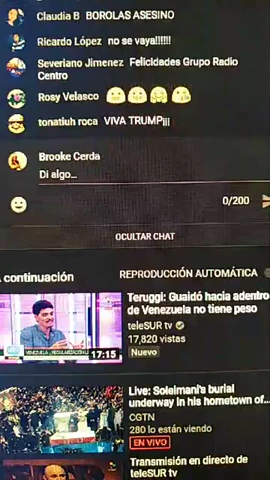 Claudia B BOROLAS ASESINO
Ricardo López no se vaya!!!!!!
Severiano Jimenez Felicidades Grupo Radio
Centro
Rosy Velasco
tonatiuh roca VIVA TRUMP¡¡¡
Brooke Cerda
Di algo...
0/200
OCULTAR CHAT
continuación
REPRODUCCIÓN AUTOMÁTICA
Teruggi: Guaidó hacia adentro
de Venezuela no tiene peso
teleSUR tv
17,820 vistas
Nuevo
17:15
Live: Soleimani's burial
underway in his hometown of...
CGTN
280 lo están viendo
EN VIVO
Transmisión en directo de
teleSUR tv